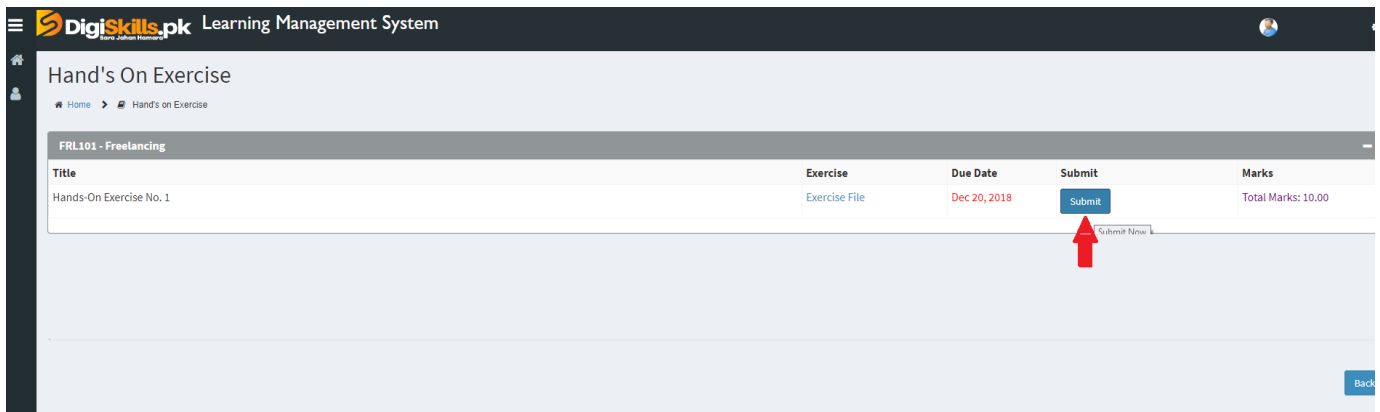 DigiSkills.pk Learning Management System
Sara Jahan Hamara
Hand's On Exercise
Home > Hand's on Exercise
FRL101 - Freelancing
Title Exercise Due Date Submit Marks
Hands-On Exercise No. 1 Exercise File Dec 20, 2018 Submit Total Marks: 10.00
Submit Now
Back